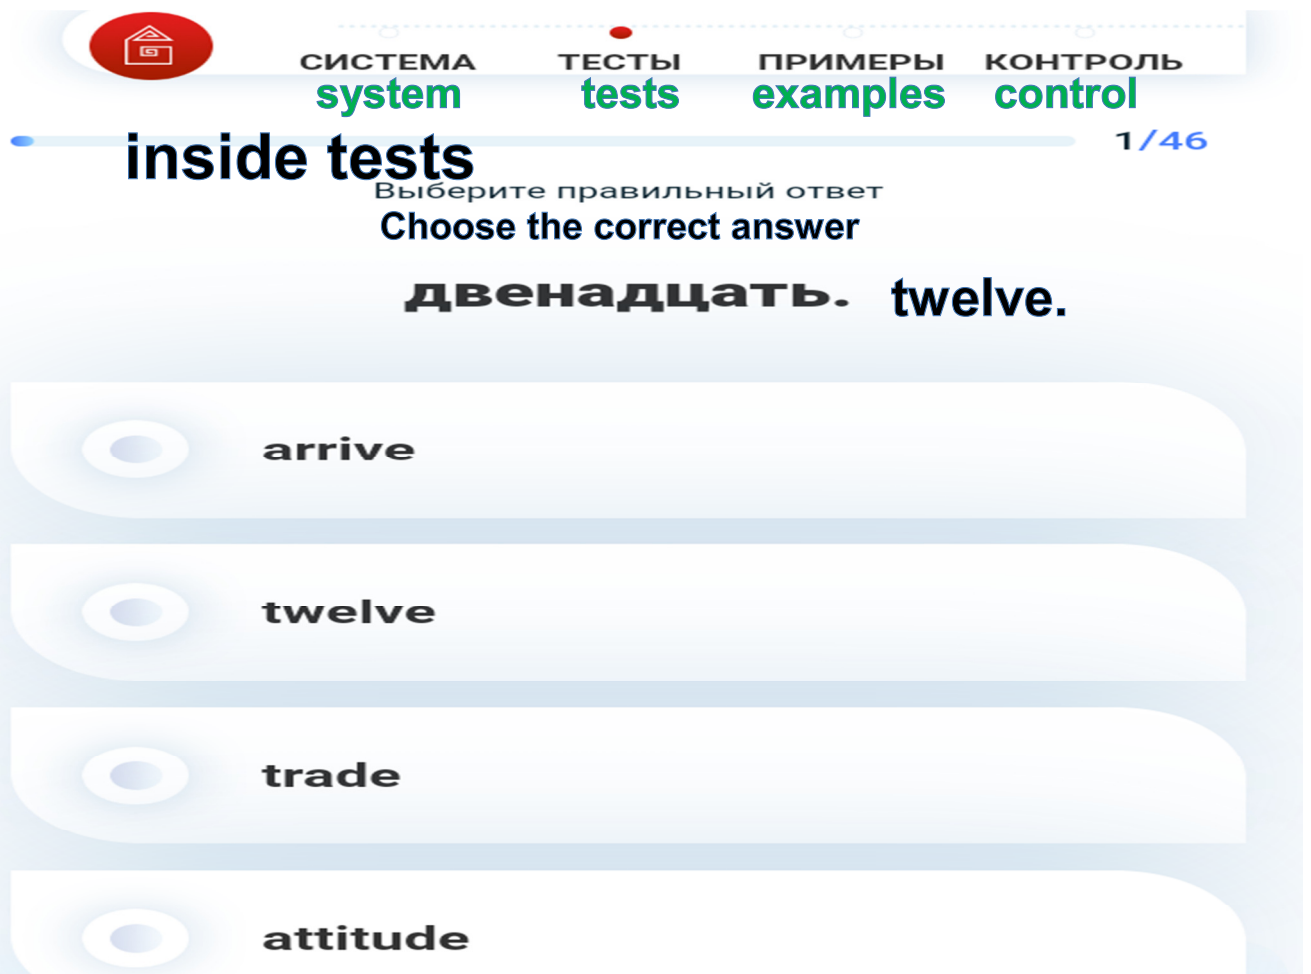 СИСТЕМА ТЕСТЫ ПРИМЕРЫ КОНТРОЛЬ
system tests examples control
1/46
inside tests
Выберите правильный ответ
Choose the correct answer
двенадцать. twelve.
arrive
twelve
trade
attitude